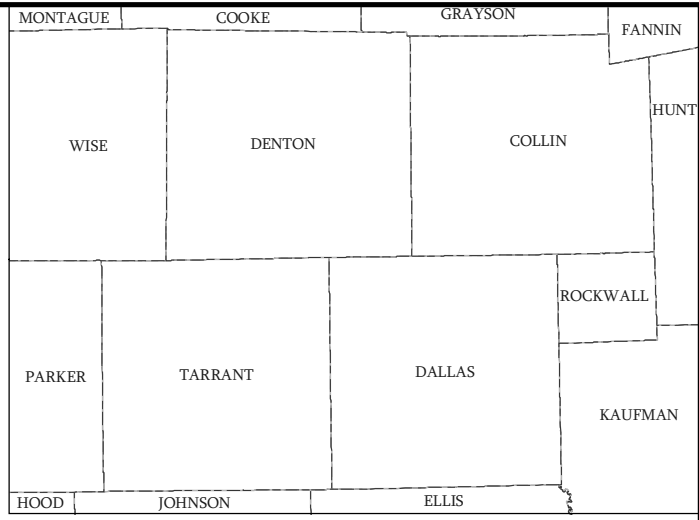 MONTAGUE
COOKE
GRAYSON
FANNIN
HUNT
WISE
DENTON
COLLIN
ROCKWALL
PARKER
TARRANT
DALLAS
KAUFMAN
HOOD
JOHNSON
ELLIS